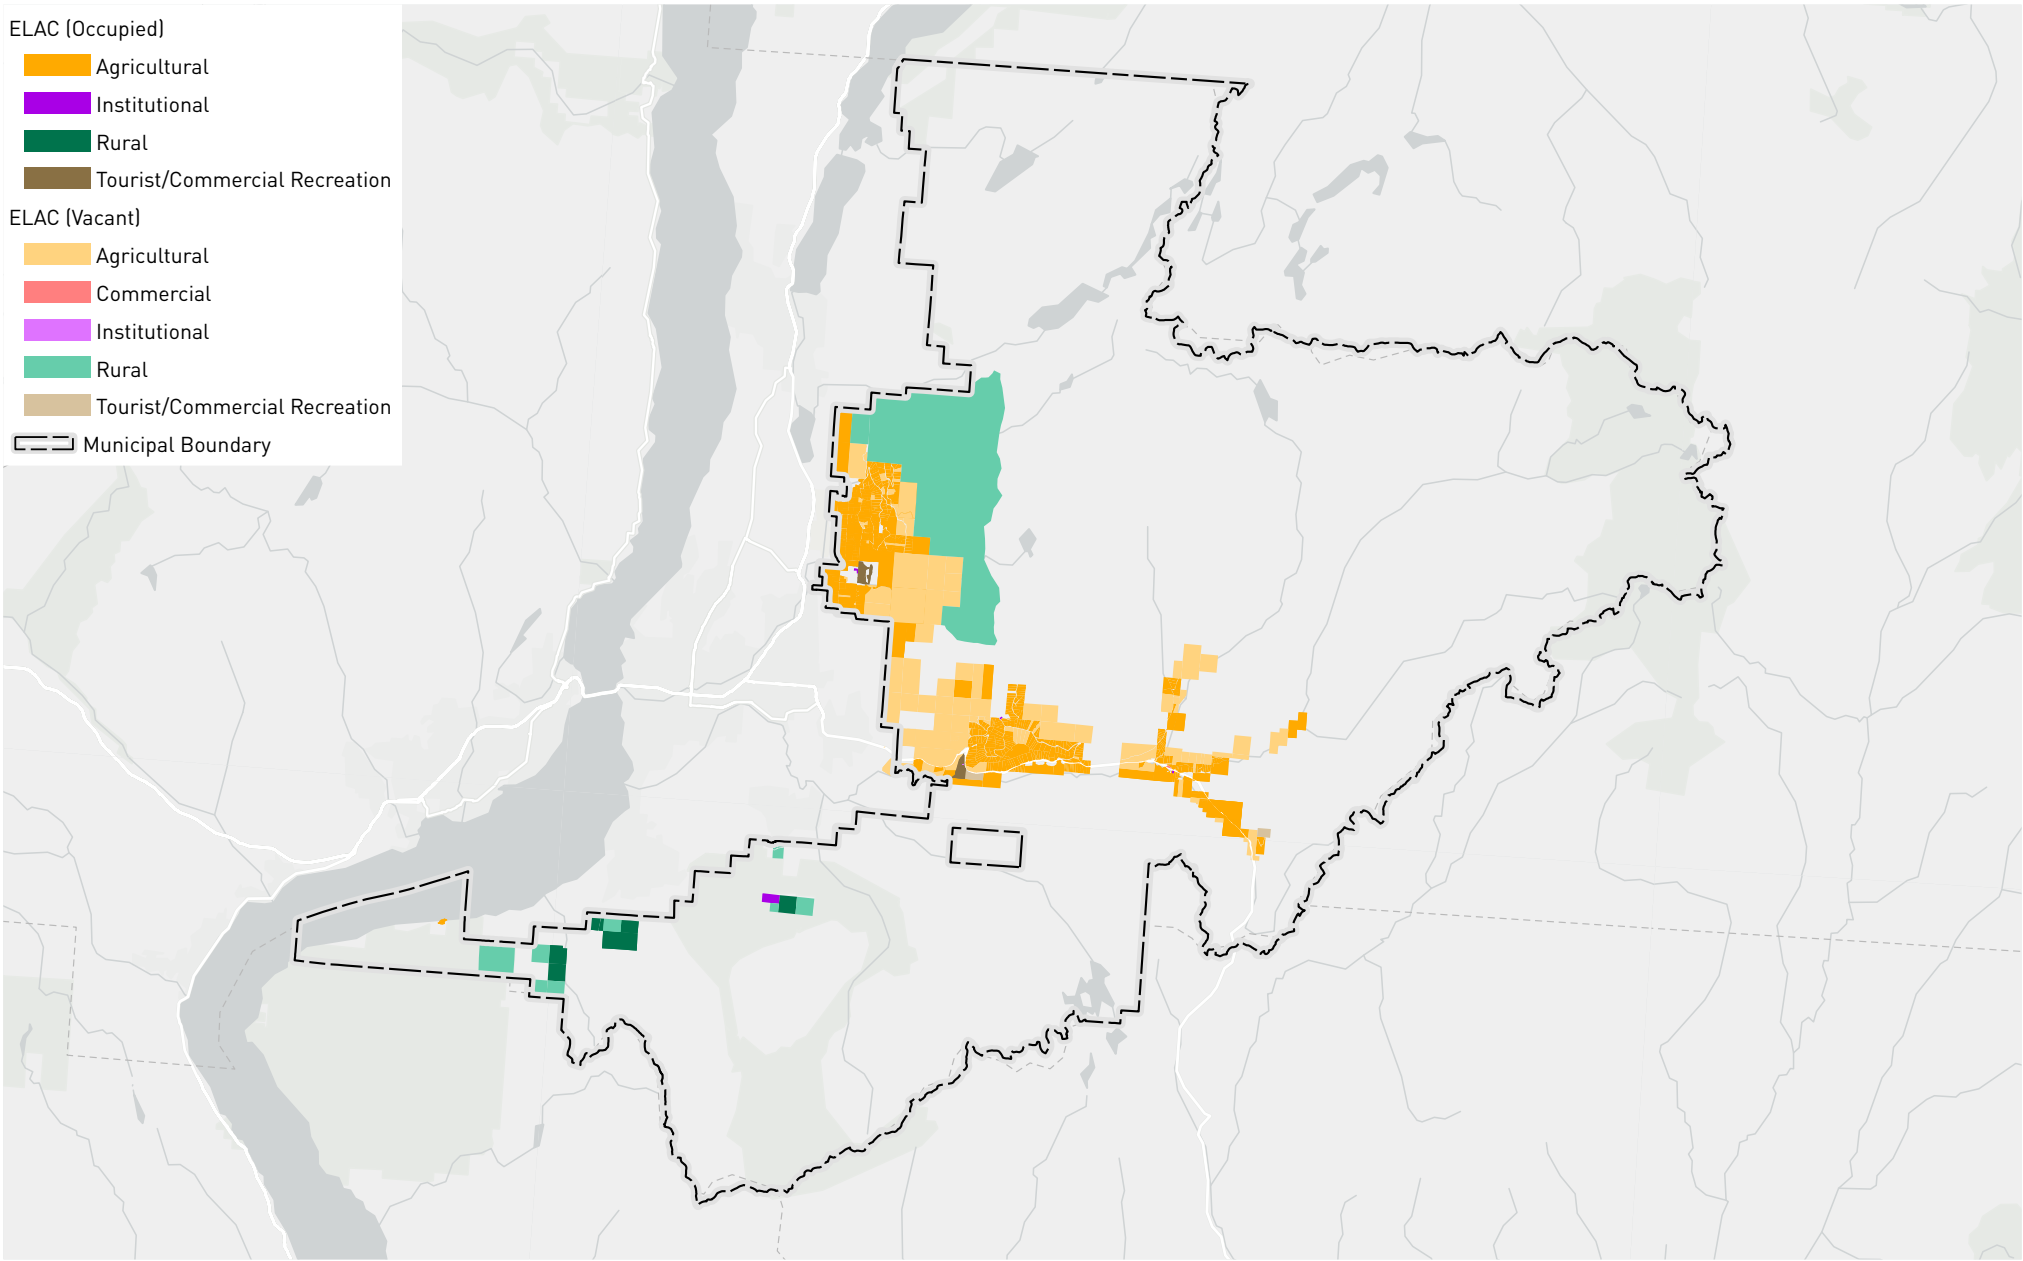 ELAC (Occupied)
Agricultural
Institutional
Rural
Tourist/Commercial Recreation
ELAC (Vacant)
Agricultural
Commercial
Institutional
Rural
Tourist/Commercial Recreation
Municipal Boundary